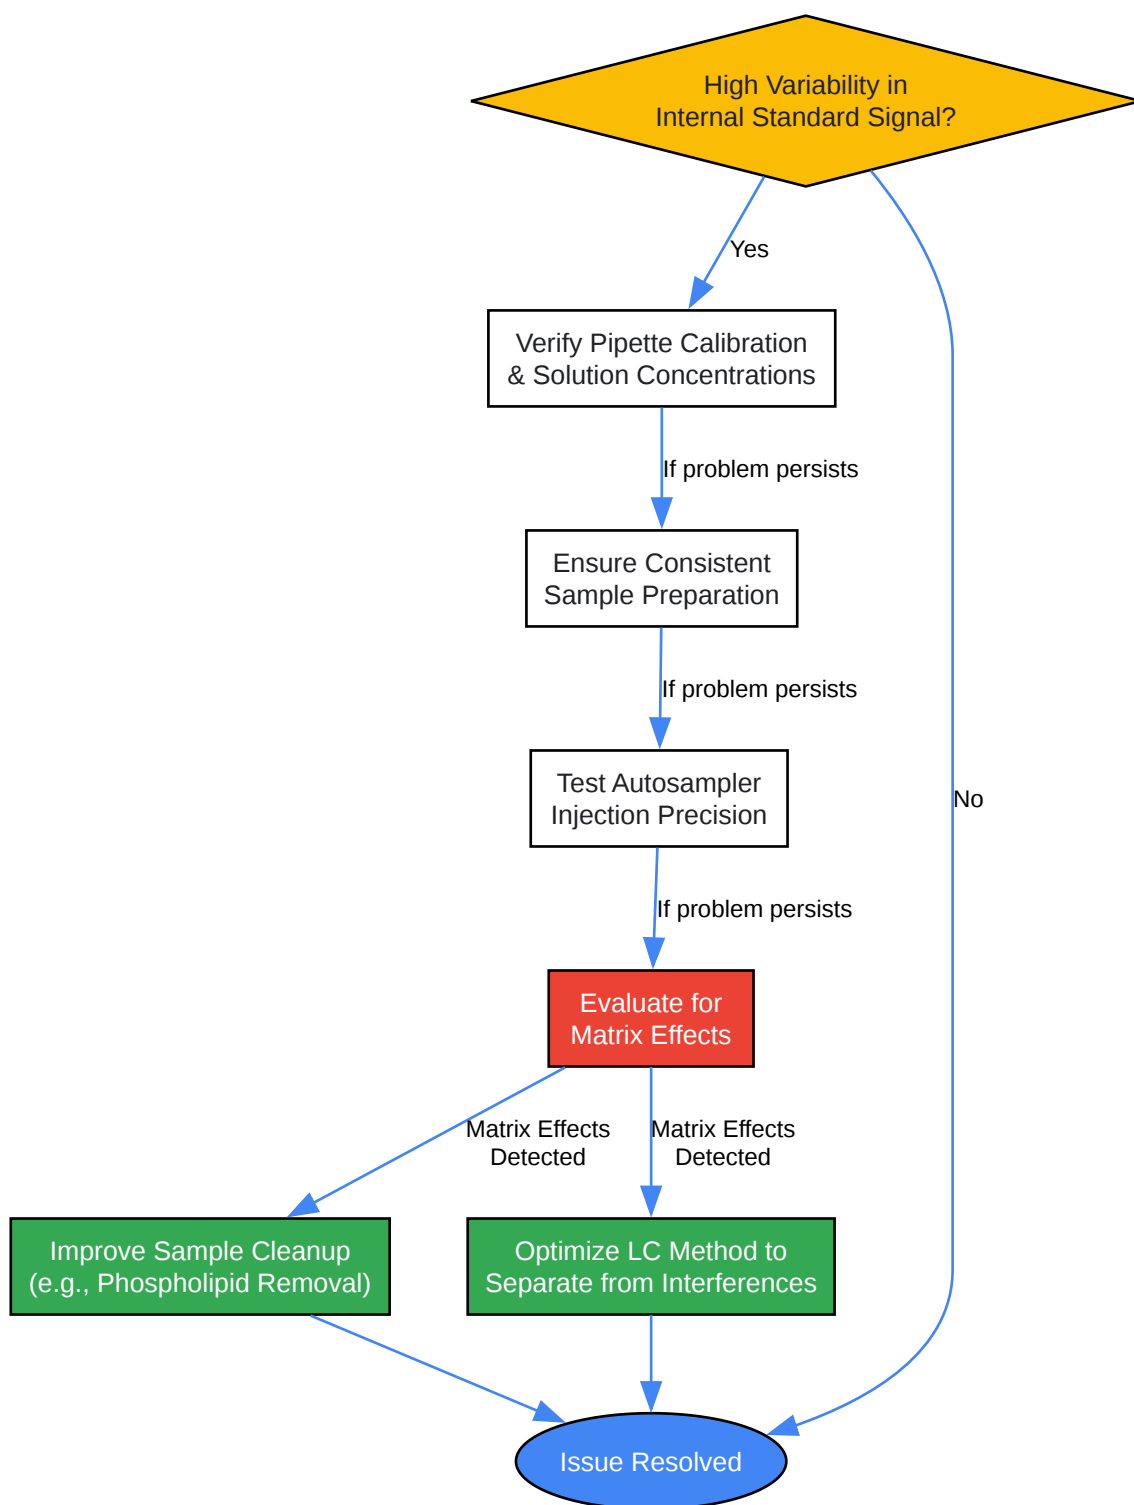 High Variability in
Internal Standard Signal?
Yes
Verify Pipette Calibration
& Solution Concentrations
If problem persists
Ensure Consistent
Sample Preparation
If problem persists
Test Autosampler
Injection Precision
No
If problem persists
Evaluate for
Matrix Effects
Matrix Effects
Detected
Matrix Effects
Detected
Improve Sample Cleanup
(e.g., Phospholipid Removal)
Optimize LC Method to
Separate from Interferences
Issue Resolved